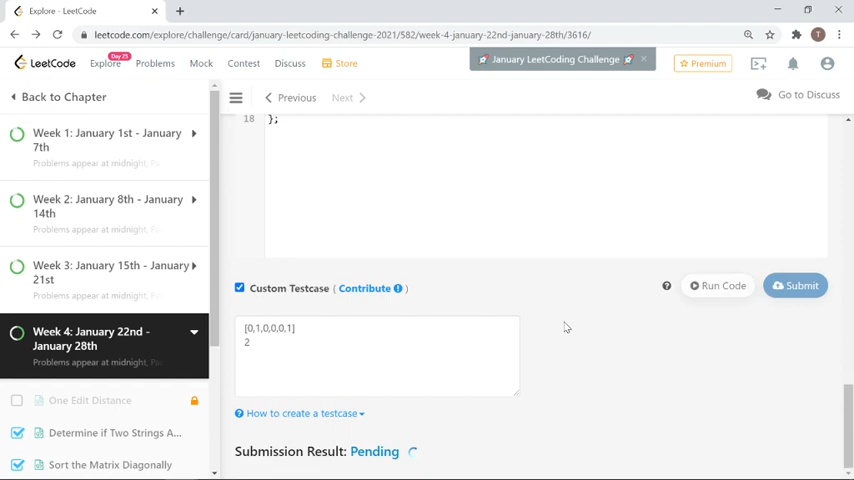 Explore - LeetCode
leetcode.com/explore/challenge/card/january-leetcoding-challenge-2021/582/week-4-january-22nd-january-28th/3616/
T
LeetCode
Explore
Day 25
Problems
Mock
Contest
Discuss
Store
January LeetCoding Challenge
Premium
Back to Chapter
Previous
Next
Go to Discuss
Week 1: January 1st - January
7th
Problems appear at midnight,
Week 2: January 8th - January
14th
Problems appear at midnight,
Week 3: January 15th - January
21st
Problems appear at midnight,
Week 4: January 22nd -
January 28th
Problems appear at midnight,
One Edit Distance
Determine if Two Strings A...
Sort the Matrix Diagonally
18 };
Custom Testcase ( Contribute )
Run Code
Submit
[0,1,0,0,0,1]
2
How to create a testcase
Submission Result: Pending